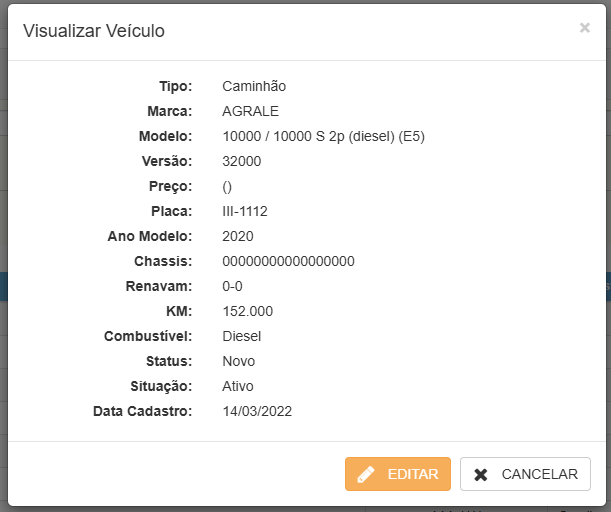 Visualizar Veículo ×
Tipo: Caminhão
Marca: AGRALE
Modelo: 10000 / 10000 S 2p (diesel) (E5)
Versão: 32000
Preço: ()
Placa: III-1112
Ano Modelo: 2020
Chassis: 00000000000000000
Renavam: 0-0
KM: 152.000
Combustível: Diesel
Status: Novo
Situação: Ativo
Data Cadastro: 14/03/2022
EDITAR CANCELAR